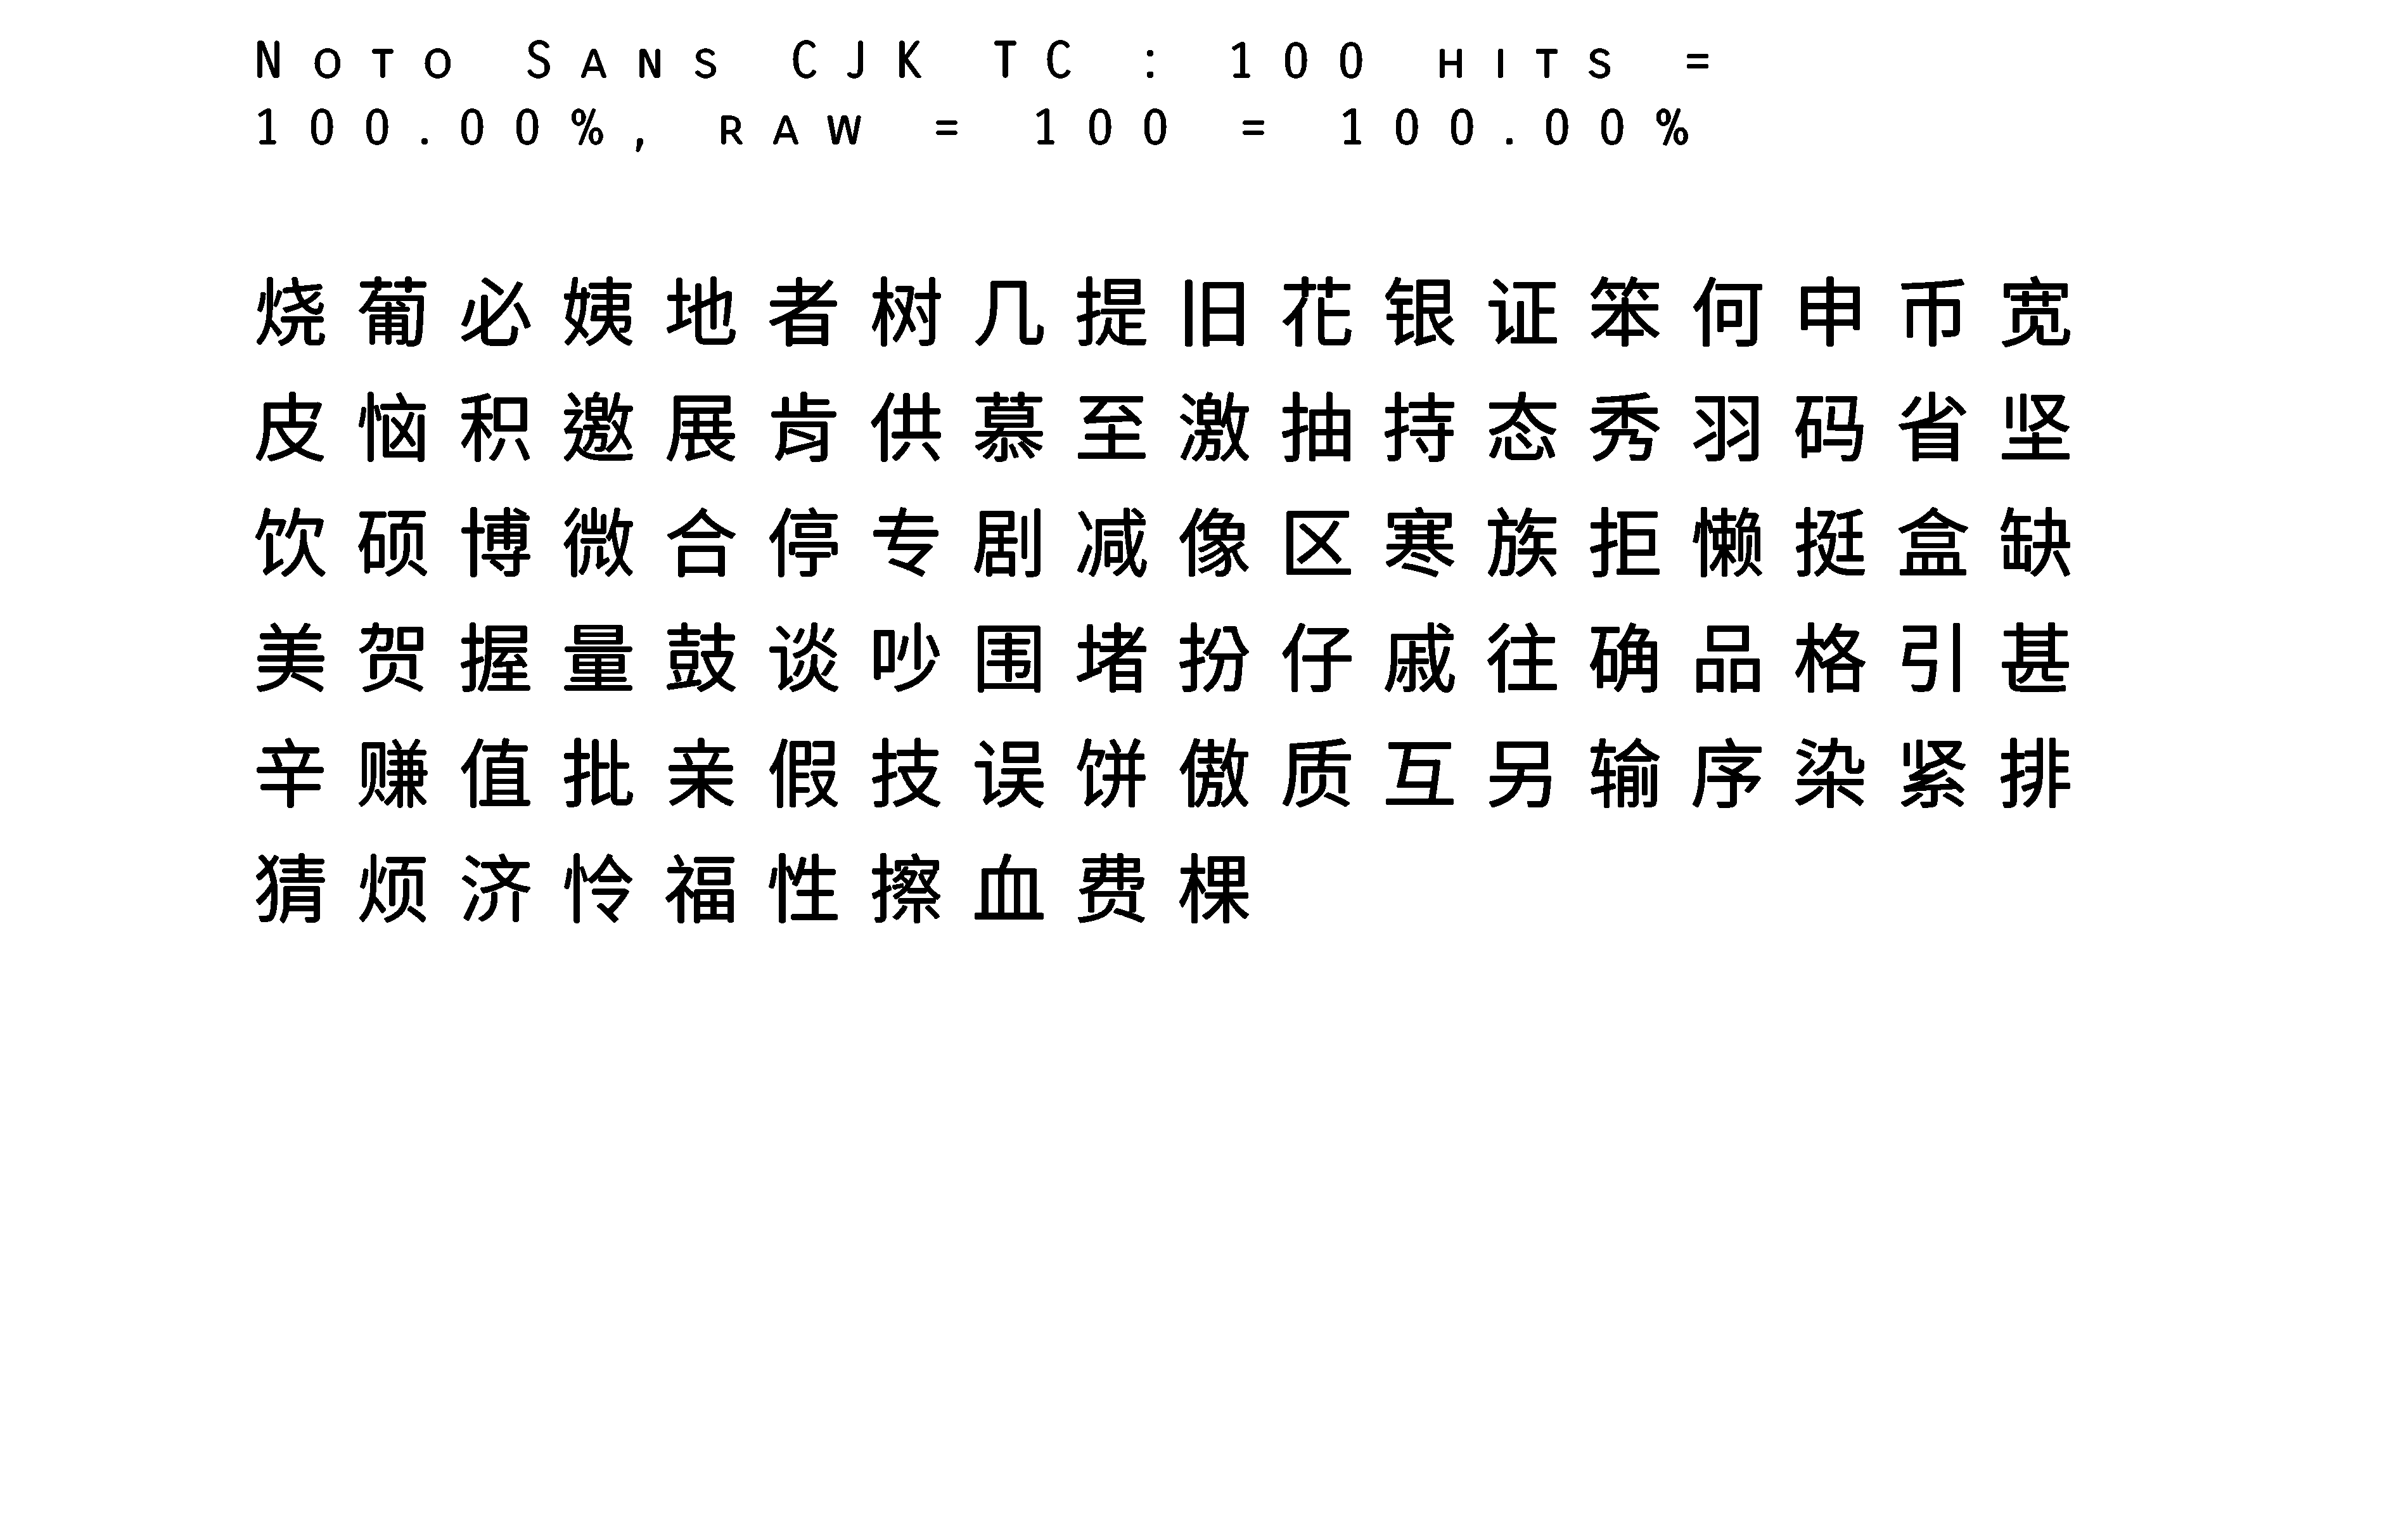 Noto Sans CJK TC : 100 hits =
100.00%, raw = 100 = 100.00%
烧葡必姨地者树几提旧花银证笨何申币宽
皮恼积邀展肯供慕至激抽持态秀羽码省坚
饮硕博微合停专剧减像区寒族拒懒挺盒缺
美贺握量鼓谈吵围堵扮仔戚往确品格引甚
辛赚值批亲假技误饼傲质互另输序染紧排
猜烦济怜福性擦血费棵